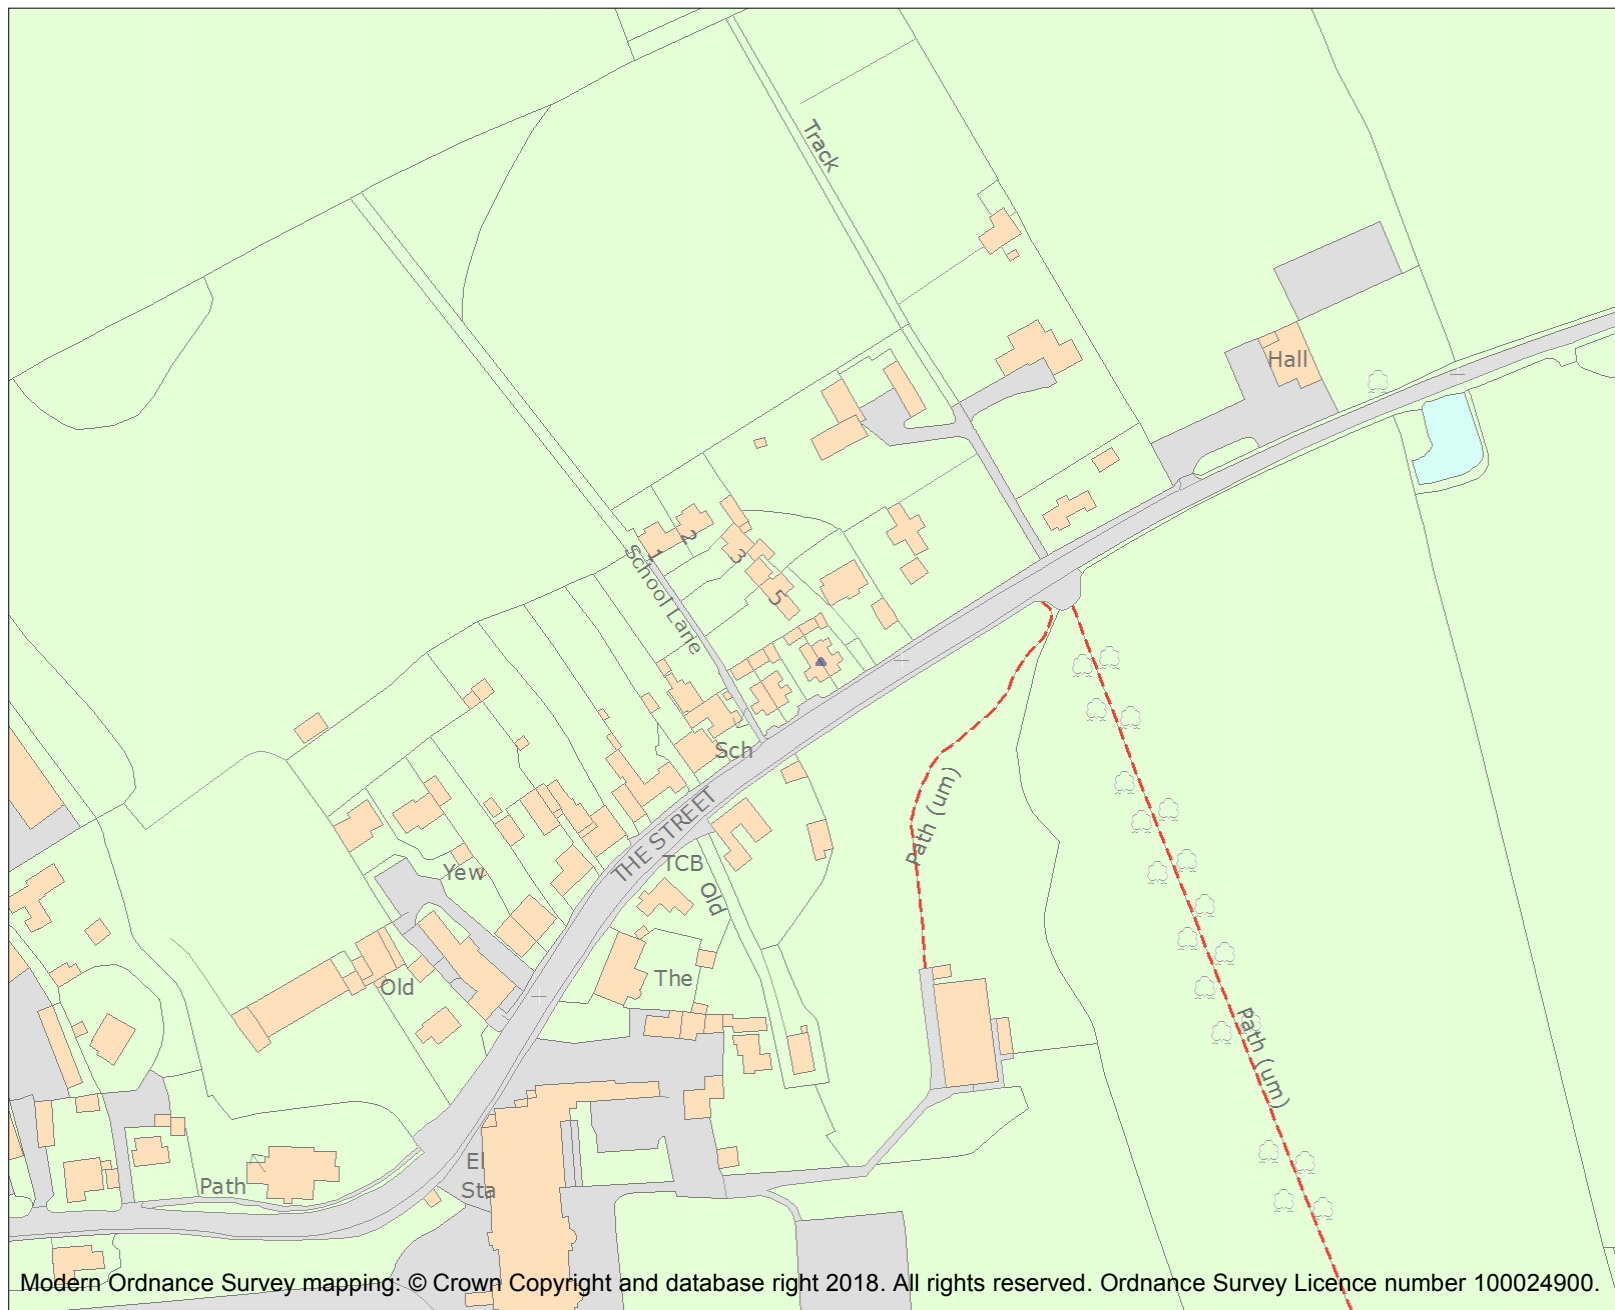 Track
Hall
1
2
3
5
School Lane
Sch
THE STREET
TCB
Old
Yew
Path (um)
The
Old
Path (um)
El
Sta
Path
Modern Ordnance Survey mapping: © Crown Copyright and database right 2018. All rights reserved. Ordnance Survey Licence number 100024900.